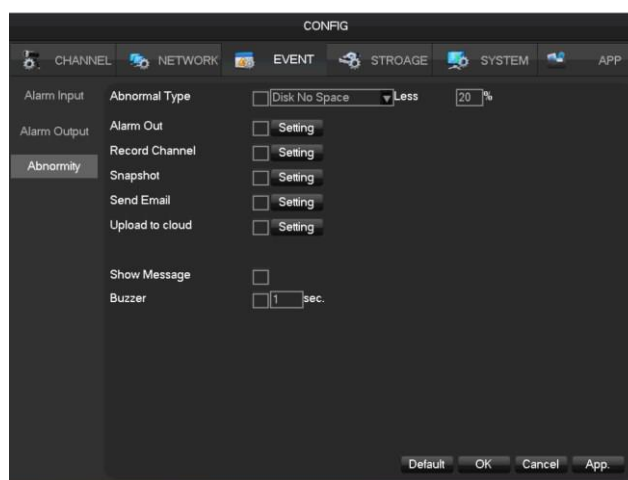 CONFIG
CHANNEL NETWORK EVENT STROAGE SYSTEM APP
Alarm Input Abnormal Type Disk No Space Less 20 %
Alarm Output Alarm Out Setting
Record Channel Setting
Abnormity
Snapshot Setting
Send Email Setting
Upload to cloud Setting
Show Message
Buzzer 1 sec.
Default OK Cancel App.